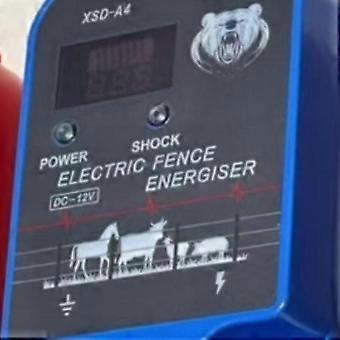 XSD-A4
POWER
SHOCK
ELECTRIC FENCE
ENERGISER
DC-12V